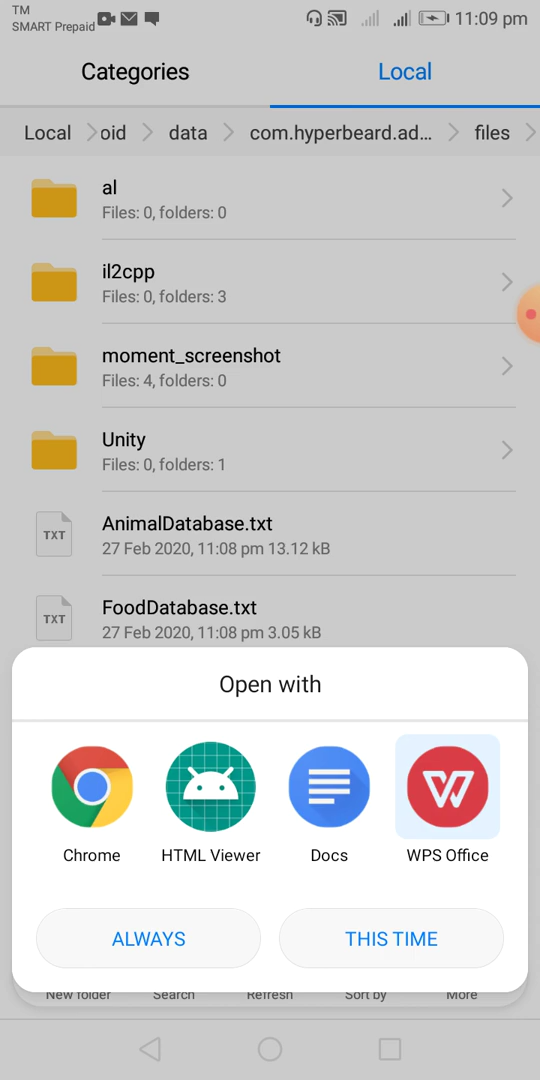 TM
SMART Prepaid
11:09 pm
Categories
Local
Local
oid
data
com.hyperbeard.ad...
files
al
Files: 0, folders: 0
il2cpp
Files: 0, folders: 3
moment_screenshot
Files: 4, folders: 0
Unity
Files: 0, folders: 1
TXT
AnimalDatabase.txt
27 Feb 2020, 11:08 pm 13.12 kB
TXT
FoodDatabase.txt
27 Feb 2020, 11:08 pm 3.05 kB
Open with
Chrome
HTML Viewer
Docs
WPS Office
ALWAYS
THIS TIME
New folder
Search
Refresh
Sort by
More